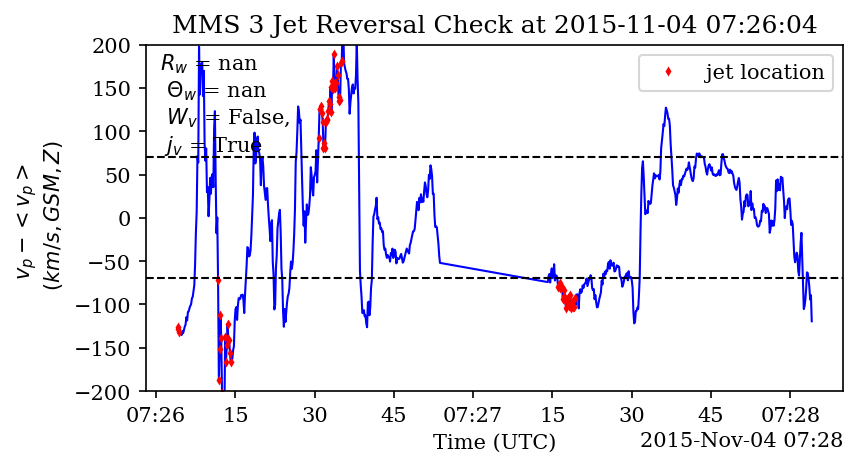 MMS 3 Jet Reversal Check at 2015-11-04 07:26:04
R_w = nan
Θ_w = nan
W_v = False,
j_v = True
jet location
v_p − < v_p >
(km/s, GSM, Z)
200
150
100
50
0
−50
−100
−150
−200
07:26 15 30 45 07:27 15 30 45 07:28
Time (UTC)
2015-Nov-04 07:28